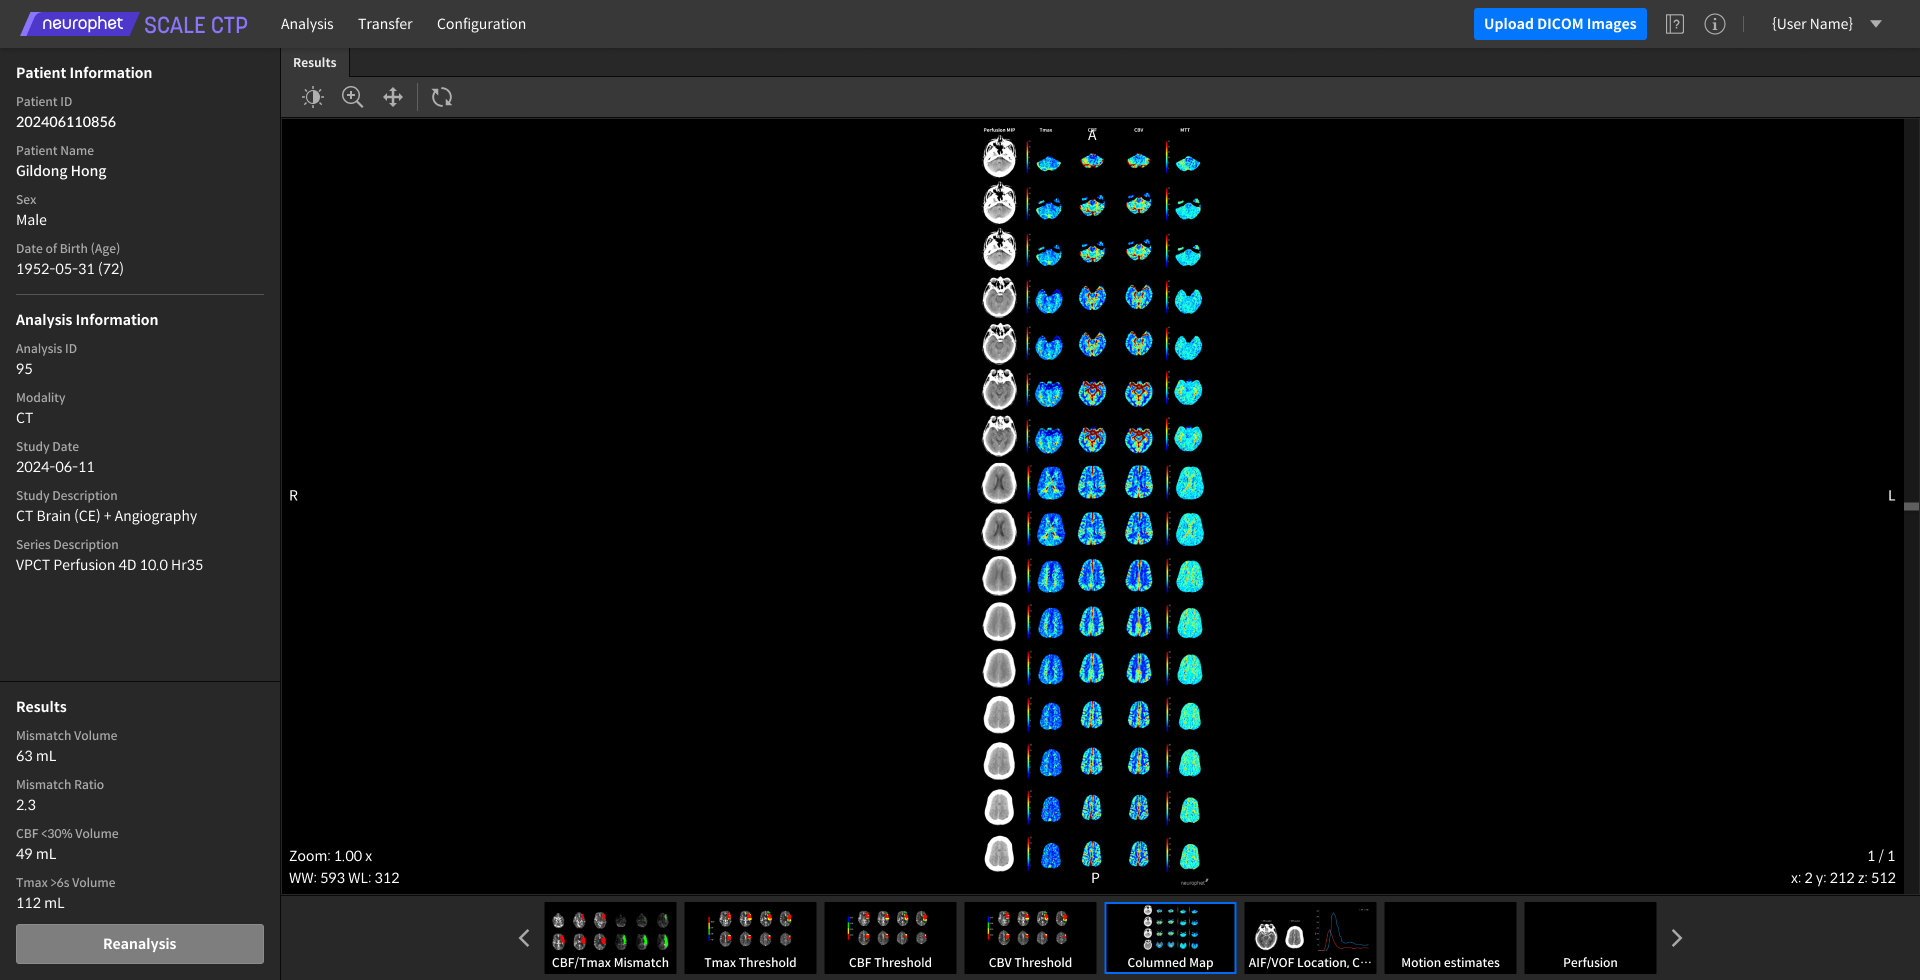 neurophet SCALE CTP
Analysis
Transfer
Configuration
Upload DICOM Images
{User Name}
Patient Information
Patient ID
202406110856
Patient Name
Gildong Hong
Sex
Male
Date of Birth (Age)
1952-05-31 (72)
Analysis Information
Analysis ID
95
Modality
CT
Study Date
2024-06-11
Study Description
CT Brain (CE) + Angiography
Series Description
VPCT Perfusion 4D 10.0 Hr35
Results
Mismatch Volume
63 mL
Mismatch Ratio
2.3
CBF <30% Volume
49 mL
Tmax >6s Volume
112 mL
Reanalysis
Results
Perfusion MIP
Tmax
A
CBV
MTT
R
L
Zoom: 1.00 x
WW: 593 WL: 312
P
neurophet
1 / 1
x: 2 y: 212 z: 512
CBF/Tmax Mismatch
Tmax Threshold
CBF Threshold
CBV Threshold
Columned Map
AIF/VOF Location, C···
Motion estimates
Perfusion